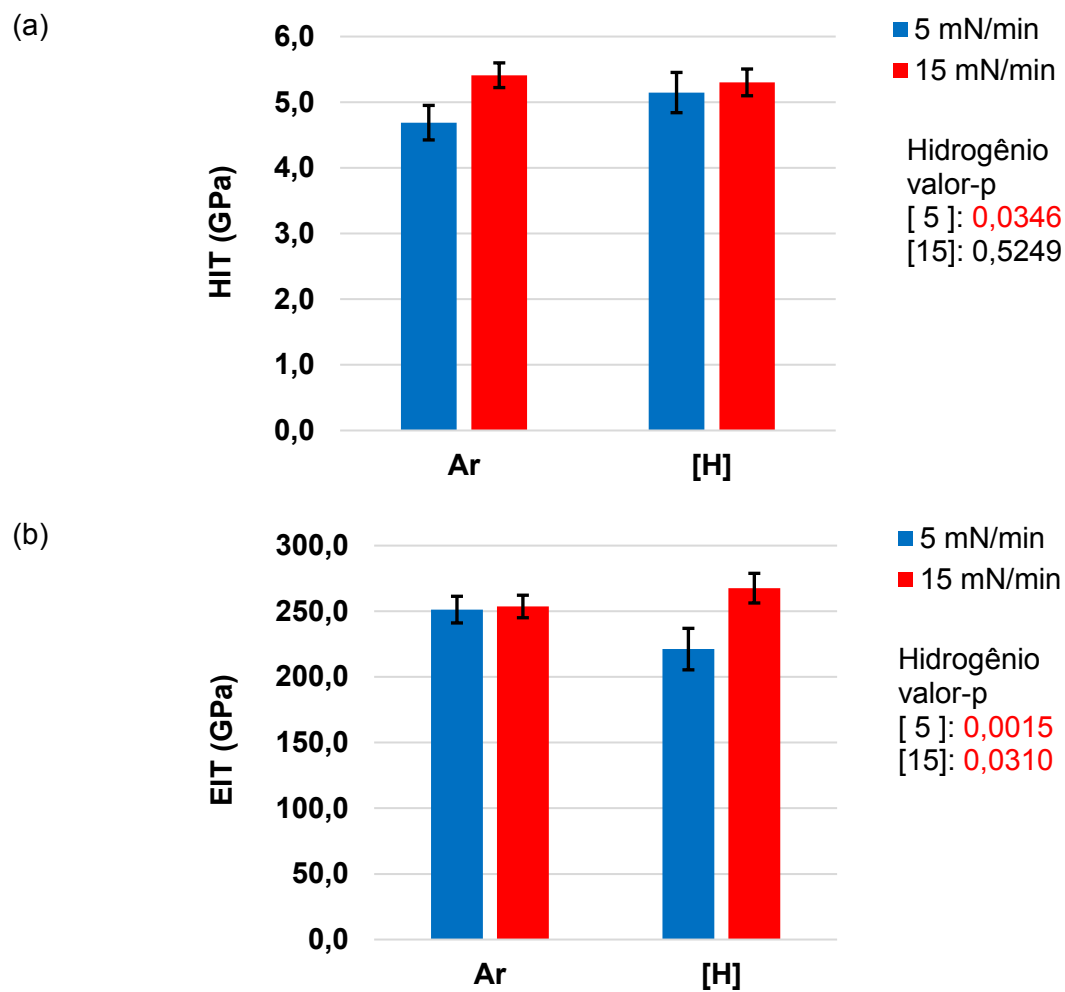 (a)
HIT (GPa)
6,0
5,0
4,0
3,0
2,0
1,0
0,0
Ar
[H]
5 mN/min
15 mN/min
Hidrogênio
valor-p
[ 5 ]: 0,0346
[15]: 0,5249
(b)
EIT (GPa)
300,0
250,0
200,0
150,0
100,0
50,0
0,0
Ar
[H]
5 mN/min
15 mN/min
Hidrogênio
valor-p
[ 5 ]: 0,0015
[15]: 0,0310